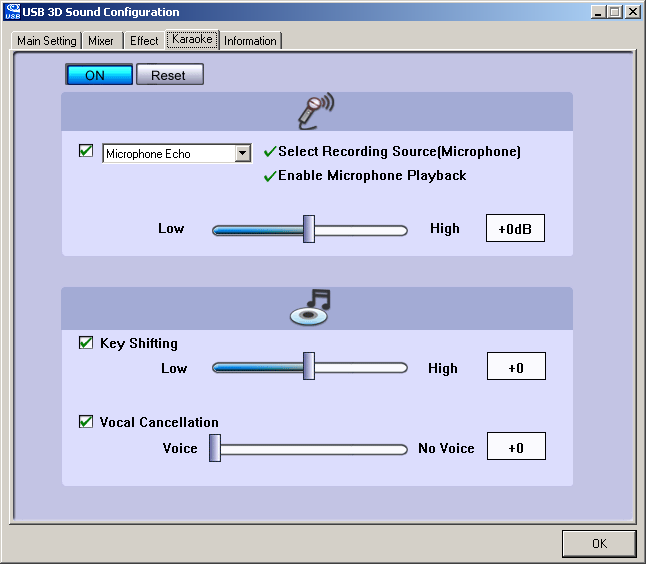 USB USB 3D Sound Configuration
Main Setting Mixer Effect Karaoke Information
ON Reset
Microphone Echo Select Recording Source(Microphone)
Enable Microphone Playback
Low High +0dB
Key Shifting
Low High +0
Vocal Cancellation
Voice No Voice +0
OK